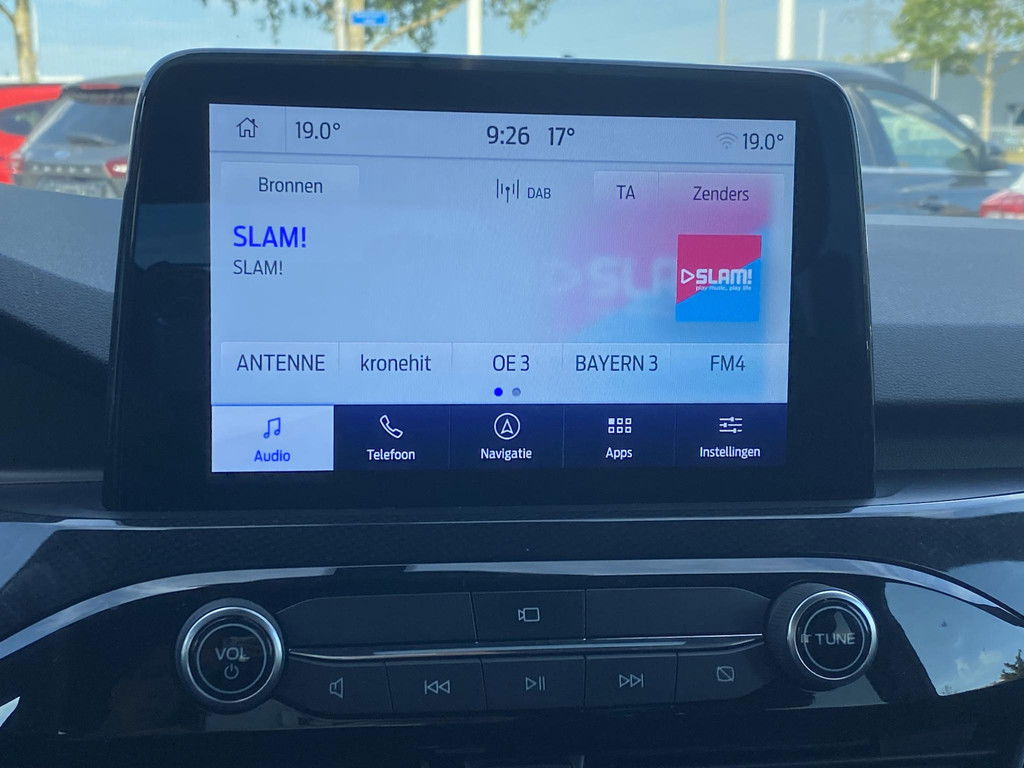 19.0° 9:26 17° 19.0°
Bronnen DAB TA Zenders
SLAM!
SLAM!
SLAM!
play music, play life
SLA
ANTENNE kronehit OE 3 BAYERN 3 FM4
Audio Telefoon Navigatie Apps Instellingen
VOL
TUNE